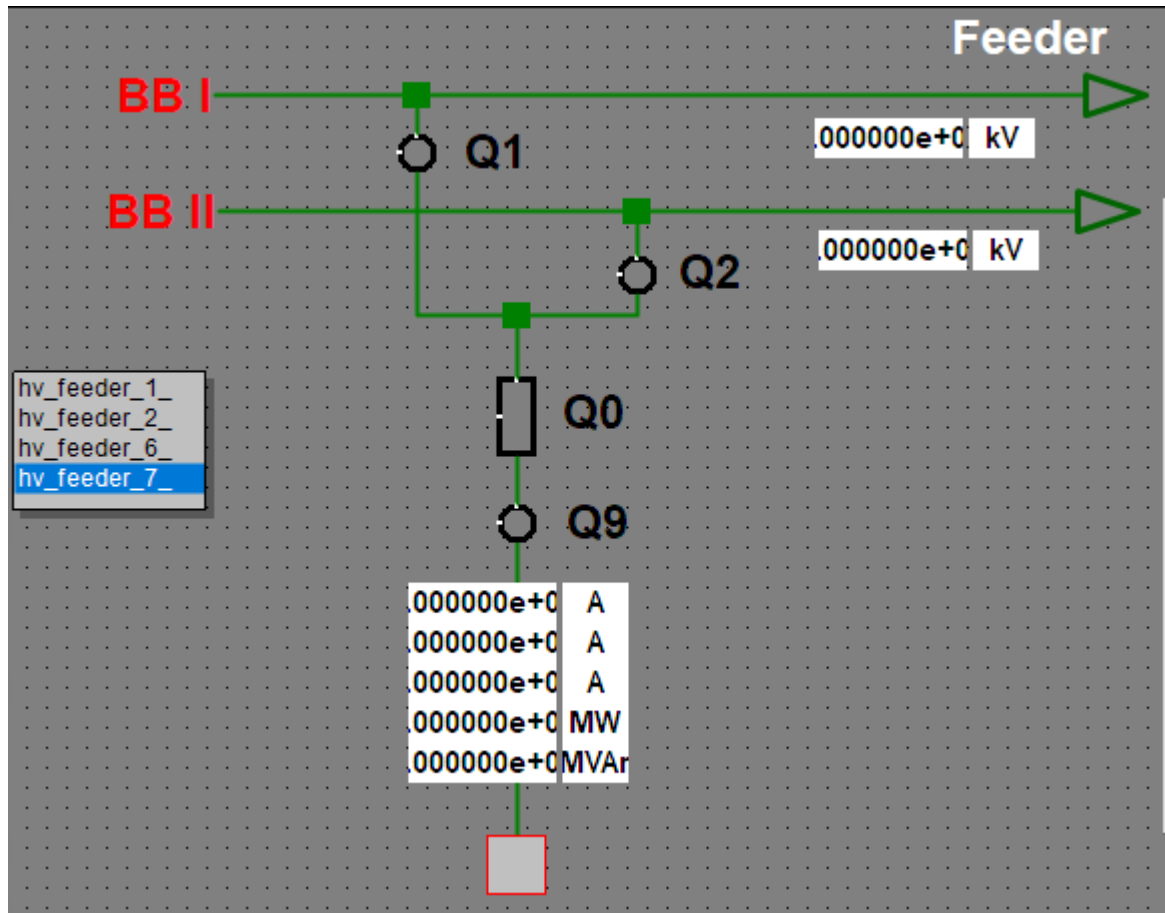 Feeder
BB I
.000000e+0 kV
Q1
BB II
.000000e+0 kV
Q2
hv_feeder_1_
hv_feeder_2_
hv_feeder_6_
hv_feeder_7_
Q0
Q9
.000000e+0 A
.000000e+0 A
.000000e+0 A
.000000e+0 MW
.000000e+0 MVAr